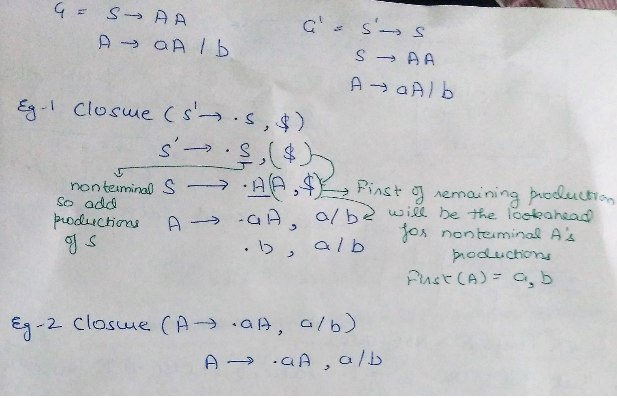 G = S → AA
A → aA / b
G' = S' → S
S → AA
A → aA/b
Eg-1 Closure (S' → .S, $)
S' → .S, ($)
S → .A(A, $)
A → .aA, a/b
.b, a/b
nonterminal
so add
productions
of S
First of remaining production
will be the lookahead
for nonterminal A's
productions
First(A) = a, b
Eg-2 Closure (A → .aA, a/b)
A → .aA, a/b